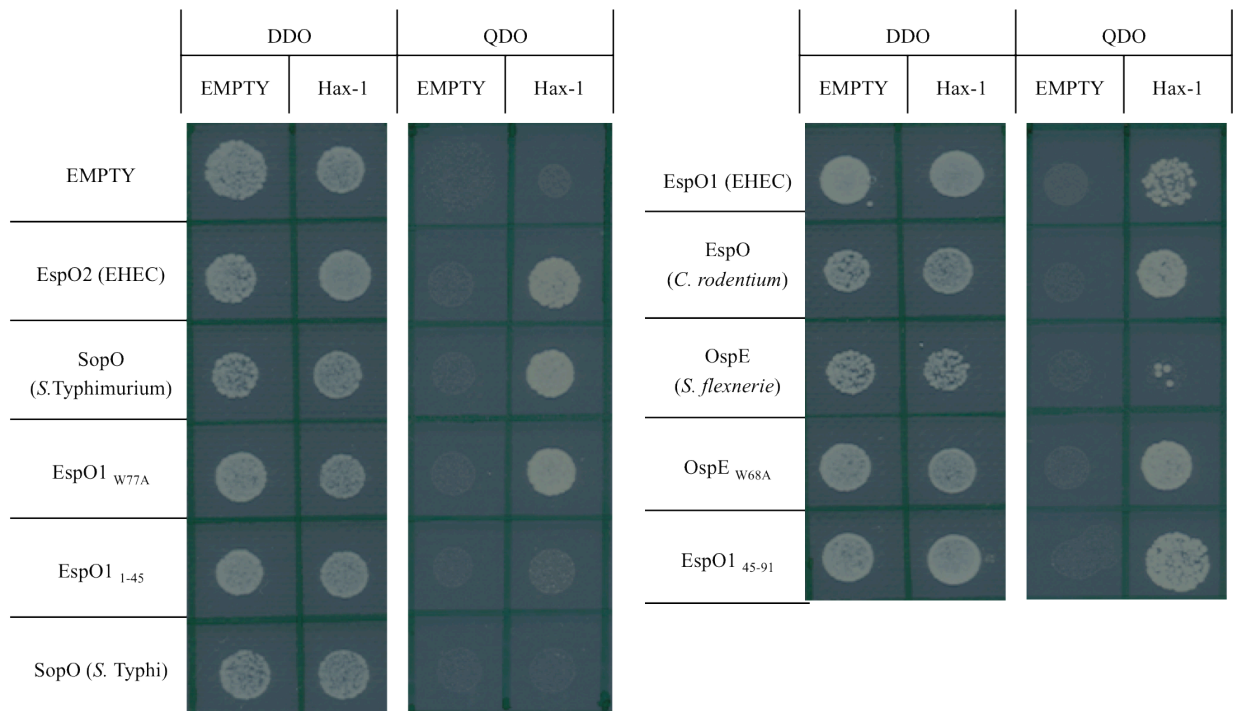 DDO QDO
EMPTY Hax-1 EMPTY Hax-1
EMPTY
EspO2 (EHEC)
SopO
(S.Typhimurium)
EspO1 W77A
EspO1 1-45
SopO (S. Typhi)
DDO QDO
EMPTY Hax-1 EMPTY Hax-1
EspO1 (EHEC)
EspO
(C. rodentium)
OspE
(S. flexnerie)
OspE W68A
EspO1 45-91